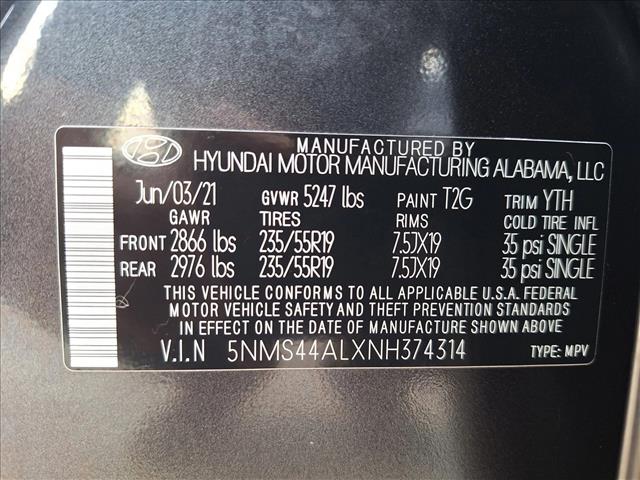 MANUFACTURED BY
HYUNDAI MOTOR MANUFACTURING ALABAMA, LLC
Jun/03/21 GVWR 5247 lbs PAINT T2G TRIM YTH
GAWR TIRES RIMS COLD TIRE INFL
FRONT 2866 lbs 235/55R19 7.5JX19 35 psi SINGLE
REAR 2976 lbs 235/55R19 7.5JX19 35 psi SINGLE
THIS VEHICLE CONFORMS TO ALL APPLICABLE U.S.A. FEDERAL
MOTOR VEHICLE SAFETY AND THEFT PREVENTION STANDARDS
IN EFFECT ON THE DATE OF MANUFACTURE SHOWN ABOVE.
V.I.N 5NMS44ALXNH374314 TYPE: MPV